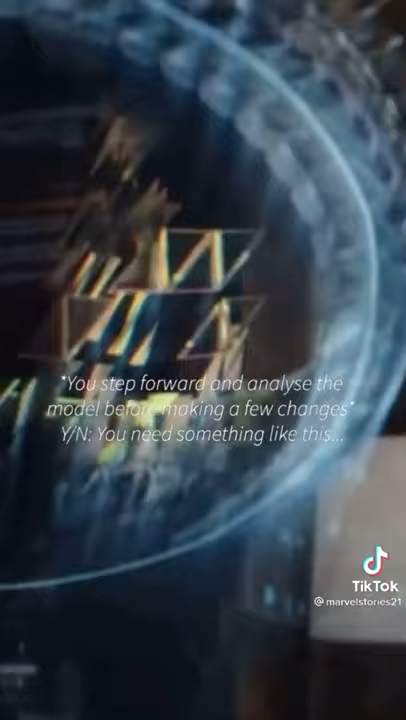 *You step forward and analyse the
model before making a few changes*
Y/N: You need something like this...
TikTok
@marvelstories21